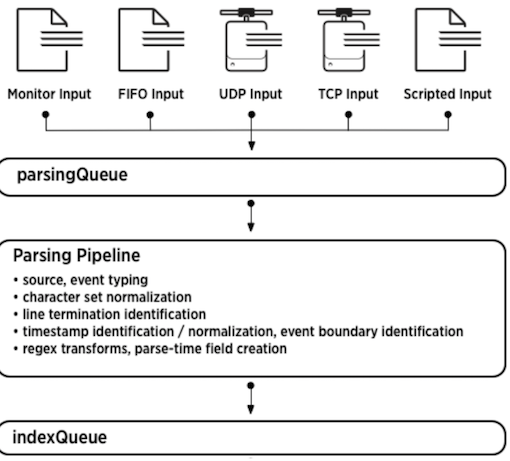 Monitor Input
FIFO Input
UDP Input
TCP Input
Scripted Input
parsingQueue
Parsing Pipeline
• source, event typing
• character set normalization
• line termination identification
• timestamp identification / normalization, event boundary identification
• regex transforms, parse-time field creation
indexQueue